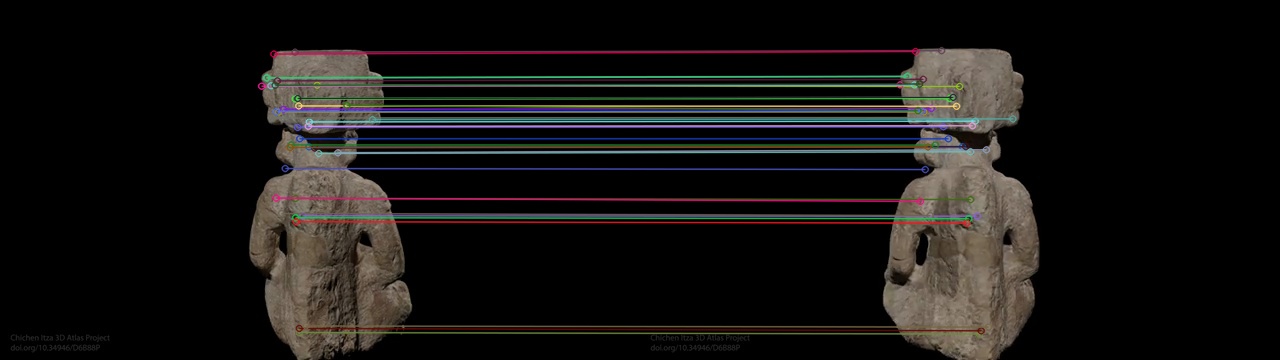 Chichen Itza 3D Atlas Project
doi.org/10.34946/D6B88P
Chichen Itza 3D Atlas Project
doi.org/10.34946/D6B88P